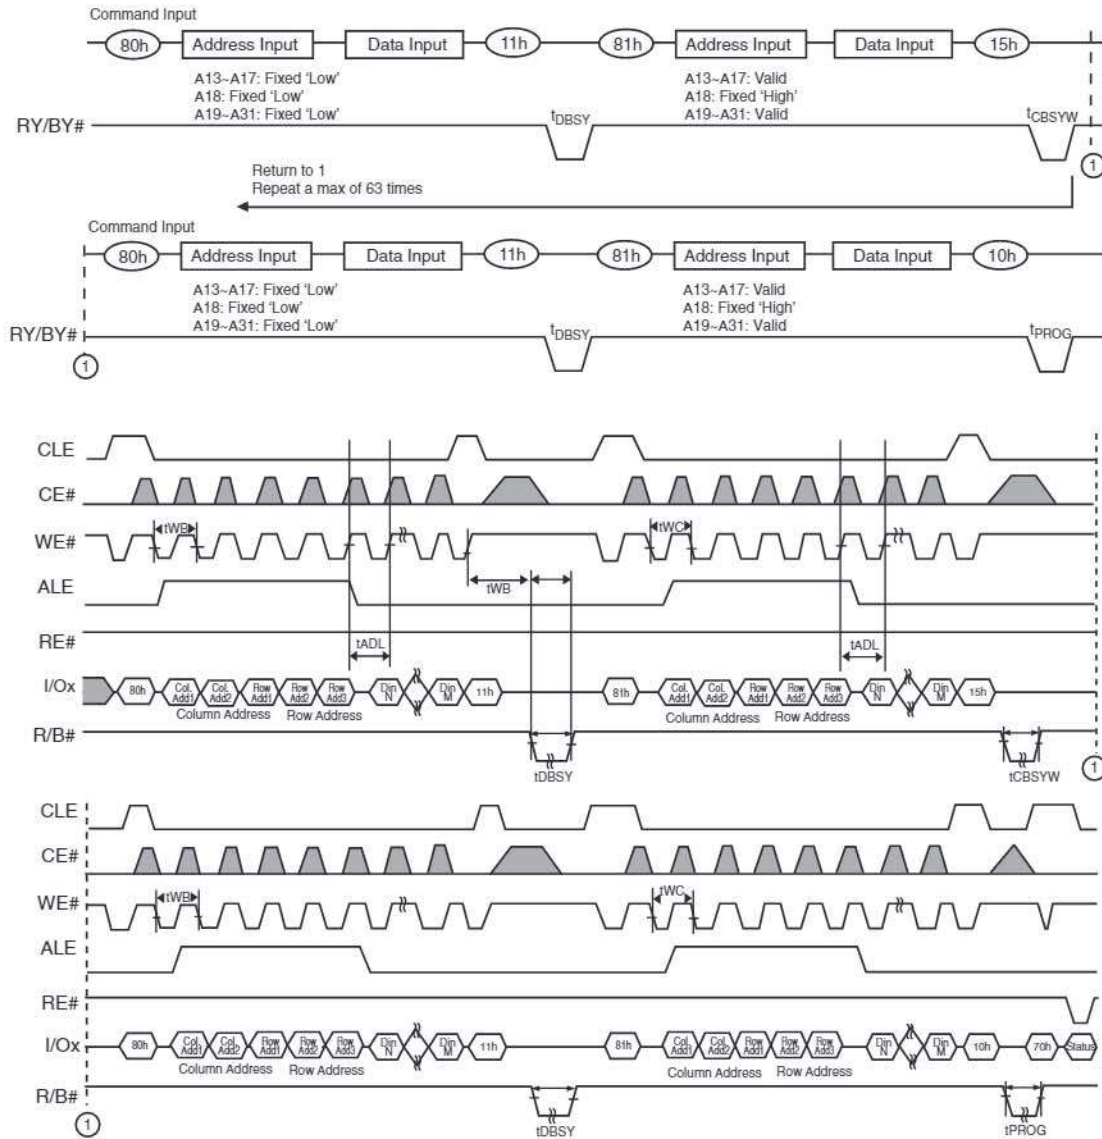 Command Input
80h Address Input Data Input 11h 81h Address Input Data Input 15h
A13~A17: Fixed 'Low' A13~A17: Valid
A18: Fixed 'Low' A18: Fixed 'High'
A19~A31: Fixed 'Low' A19~A31: Valid
RY/BY# tDBSY tCBSYW
1
Return to 1
Repeat a max of 63 times
Command Input
80h Address Input Data Input 11h 81h Address Input Data Input 10h
A13~A17: Fixed 'Low' A13~A17: Valid
A18: Fixed 'Low' A18: Fixed 'High'
A19~A31: Fixed 'Low' A19~A31: Valid
RY/BY# tDBSY tPROG
1
CLE
CE#
WE# tWB tWC
ALE tWB
RE# tADL tADL
I/Ox 80h Col. Add1 Col. Add2 Row Add1 Row Add2 Row Add3 Din N Din M 11h 81h Col. Add1 Col. Add2 Row Add1 Row Add2 Row Add3 Din N Din M 15h
Column Address Row Address Column Address Row Address
R/B# tDBSY tCBSYW
1
CLE
CE#
WE# tWB tWC
ALE
RE#
I/Ox 80h Col. Add1 Col. Add2 Row Add1 Row Add2 Row Add3 Din N Din M 11h 81h Col. Add1 Col. Add2 Row Add1 Row Add2 Row Add3 Din N Din M 10h 70h Status
Column Address Row Address Column Address Row Address
R/B# tDBSY tPROG
1